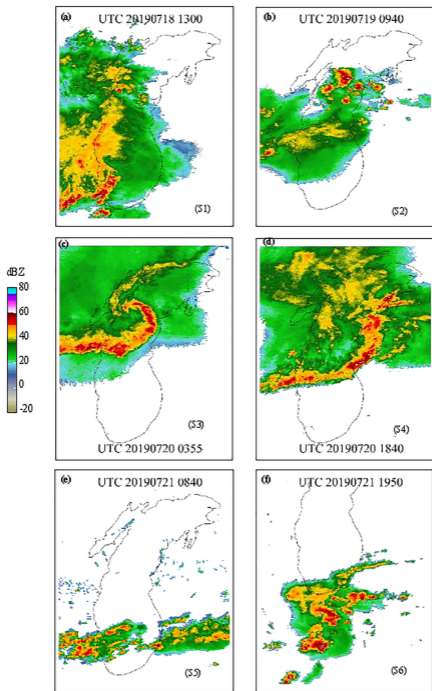 (a) UTC 20190718 1300
(b) UTC 20190719 0940
(S1)
(S2)
(c)
(d)
dBZ
80
60
40
20
0
-20
(S3)
(S4)
UTC 20190720 0355
UTC 20190720 1840
(e) UTC 20190721 0840
(f) UTC 20190721 1950
(S5)
(S6)